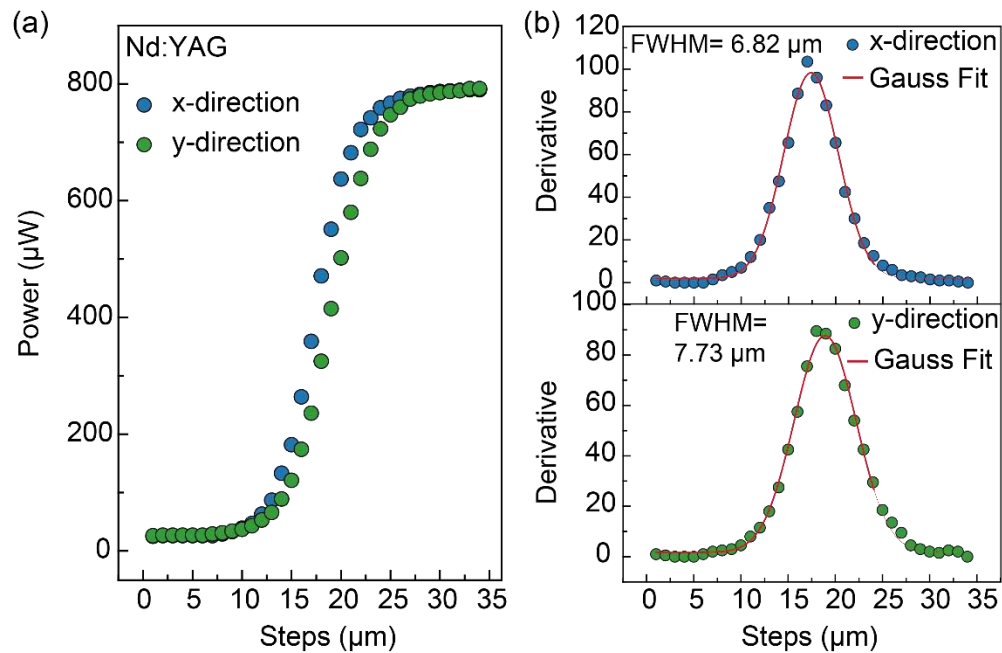 (a)
Nd:YAG
x-direction
y-direction
Power (µW)
800
600
400
200
0
0 5 10 15 20 25 30 35
Steps (µm)
(b)
FWHM= 6.82 µm
x-direction
Gauss Fit
Derivative
120
100
80
60
40
20
0
FWHM=
7.73 µm
y-direction
Gauss Fit
Derivative
100
80
60
40
20
0
0 5 10 15 20 25 30 35
Steps (µm)